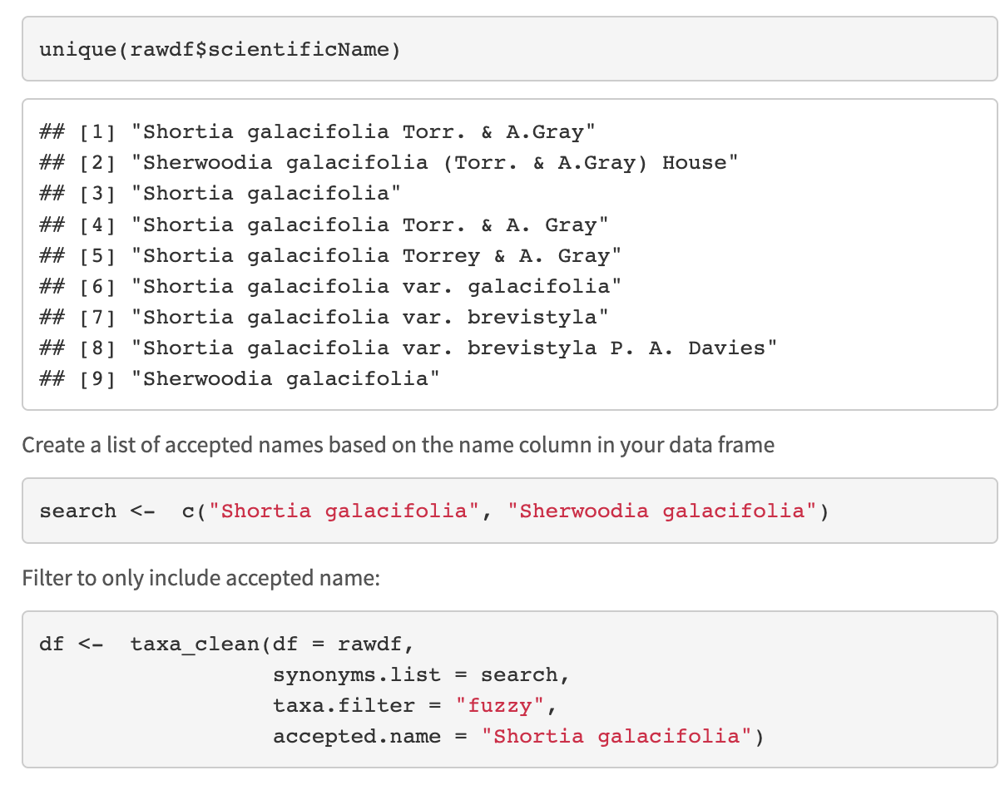 unique(rawdf$scientificName)
## [1] "Shortia galacifolia Torr. & A.Gray"
## [2] "Sherwoodia galacifolia (Torr. & A.Gray) House"
## [3] "Shortia galacifolia"
## [4] "Shortia galacifolia Torr. & A. Gray"
## [5] "Shortia galacifolia Torrey & A. Gray"
## [6] "Shortia galacifolia var. galacifolia"
## [7] "Shortia galacifolia var. brevistyla"
## [8] "Shortia galacifolia var. brevistyla P. A. Davies"
## [9] "Sherwoodia galacifolia"
Create a list of accepted names based on the name column in your data frame
search <-  c("Shortia galacifolia", "Sherwoodia galacifolia")
Filter to only include accepted name:
df <-  taxa_clean(df = rawdf,
                  synonyms.list = search,
                  taxa.filter = "fuzzy",
                  accepted.name = "Shortia galacifolia")